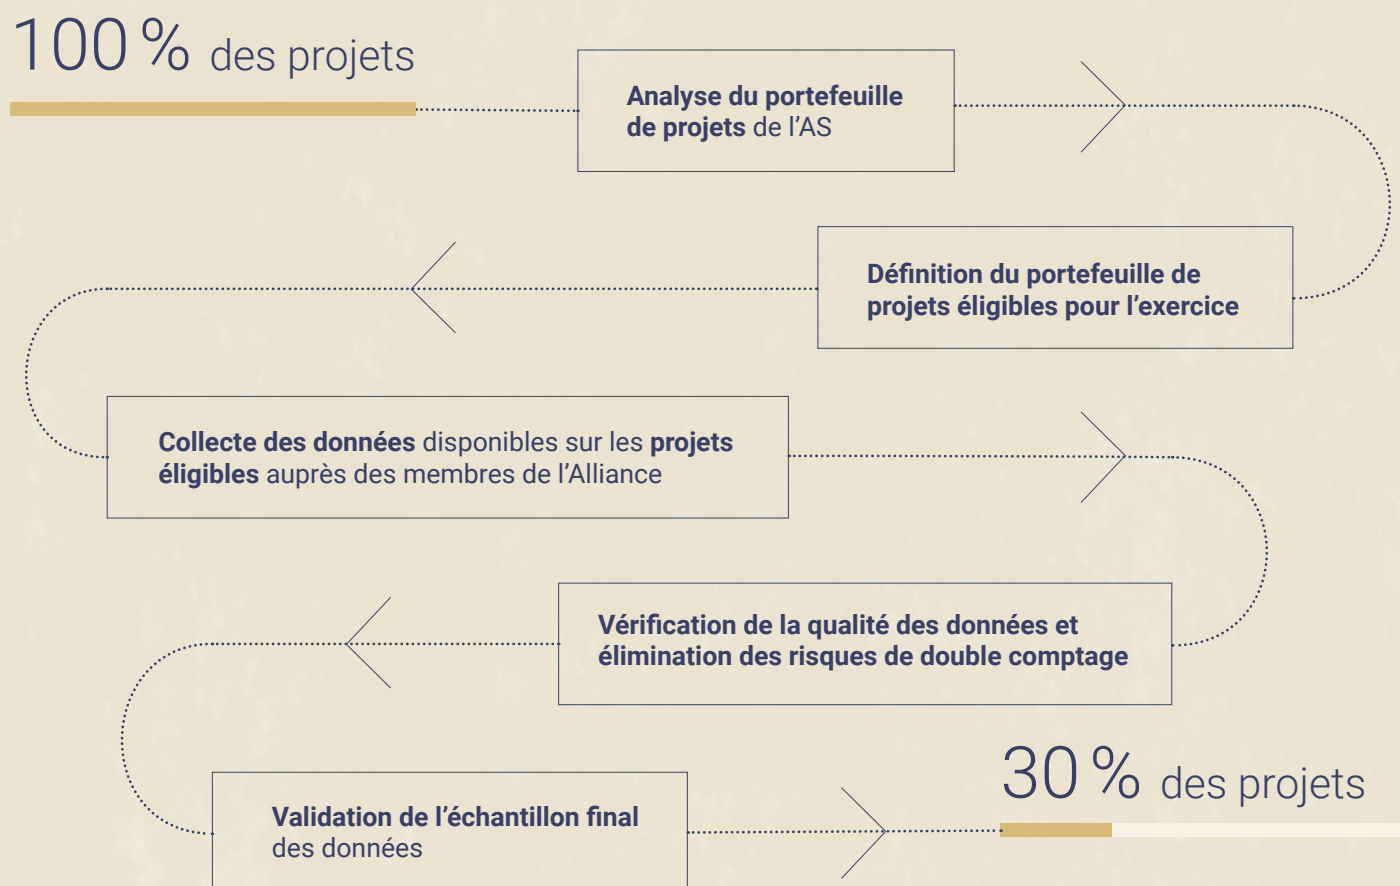 100 % des projets
Analyse du portefeuille
de projets de l’AS
Définition du portefeuille de
projets éligibles pour l’exercice
Collecte des données disponibles sur les projets
éligibles auprès des membres de l’Alliance
Vérification de la qualité des données et
élimination des risques de double comptage
Validation de l’échantillon final
des données
30 % des projets